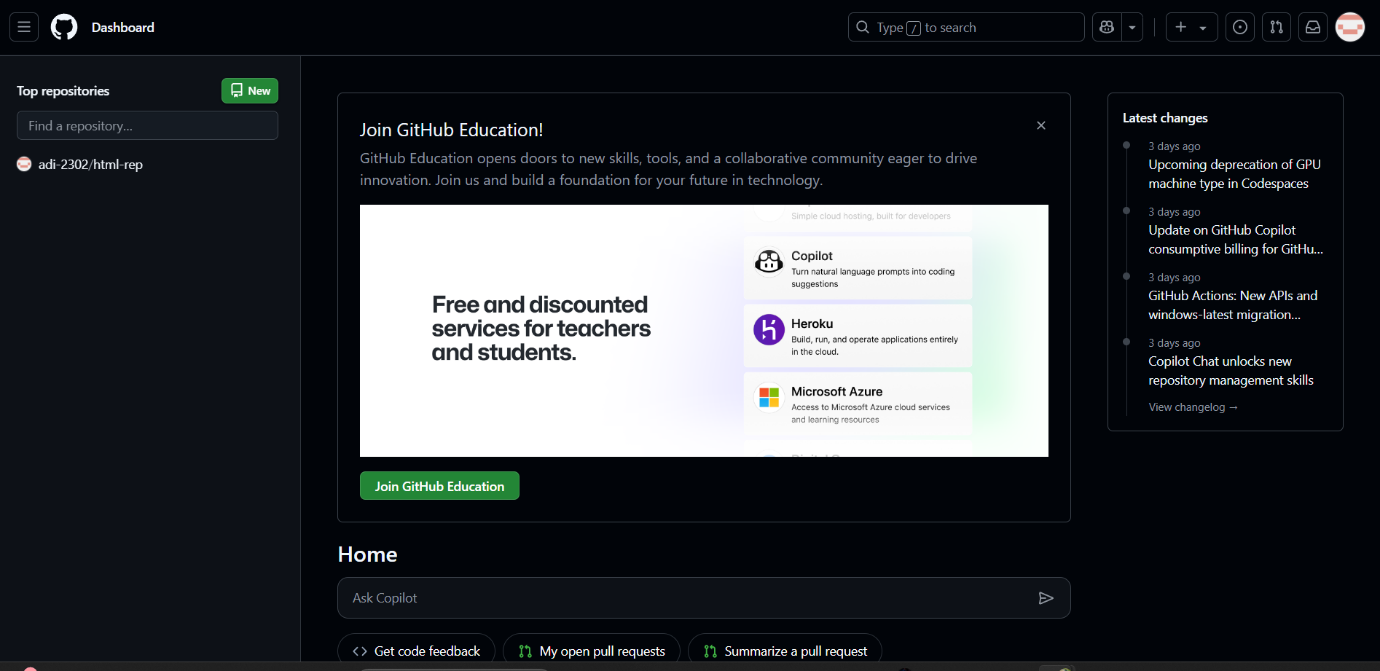 Dashboard
Type / to search
Top repositories
New
Find a repository...
adi-2302/html-rep
Join GitHub Education!
GitHub Education opens doors to new skills, tools, and a collaborative community eager to drive
innovation. Join us and build a foundation for your future in technology.
Free and discounted
services for teachers
and students.
Simple cloud hosting, built for developers
Copilot
Turn natural language prompts into coding
suggestions
Heroku
Build, run, and operate applications entirely
in the cloud.
Microsoft Azure
Access to Microsoft Azure cloud services
and learning resources
Join GitHub Education
Home
Ask Copilot
Get code feedback
My open pull requests
Summarize a pull request
Latest changes
3 days ago
Upcoming deprecation of GPU
machine type in Codespaces
3 days ago
Update on GitHub Copilot
consumptive billing for GitHu...
3 days ago
GitHub Actions: New APIs and
windows-latest migration...
3 days ago
Copilot Chat unlocks new
repository management skills
View changelog →